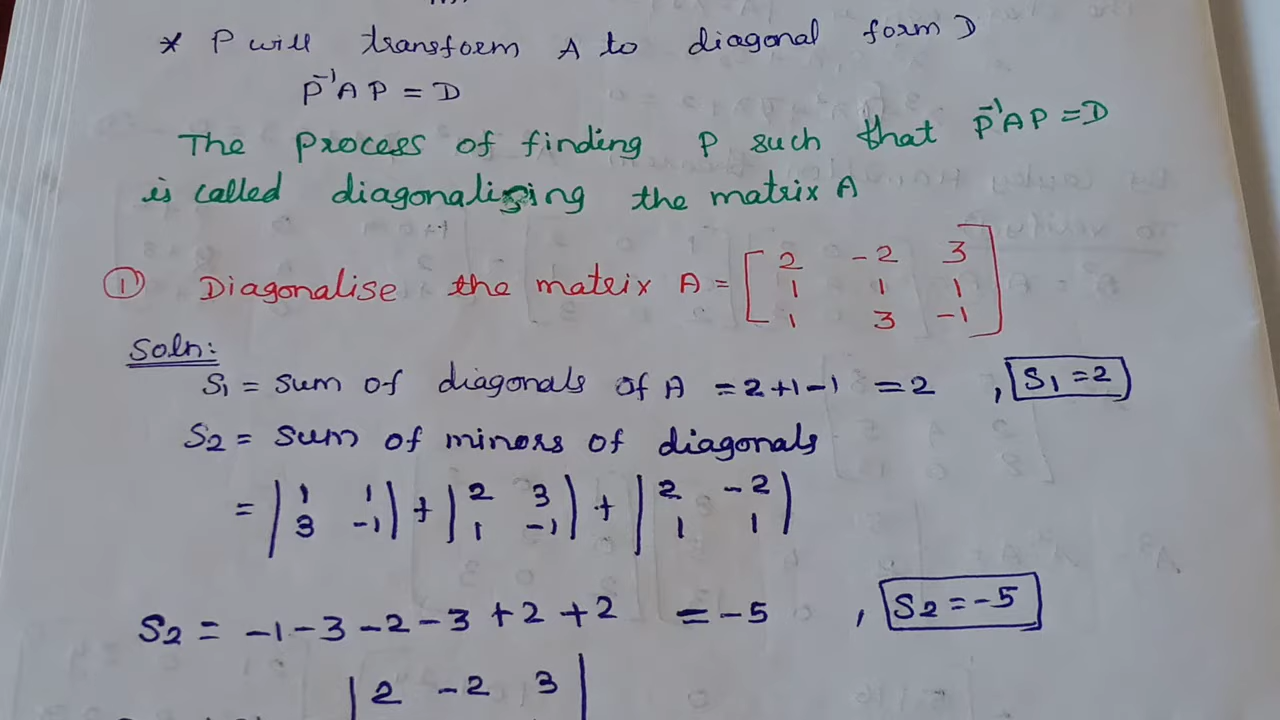 * P will transform A to diagonal form D
P⁻¹AP = D
The process of finding P such that P⁻¹AP = D
is called diagonalising the matrix A
① Diagonalise the matrix A = [ 2 -2 3
1 1 1
1 3 -1 ]
Soln:
S₁ = sum of diagonals of A = 2+1-1 = 2 , S₁ = 2
S₂ = sum of minors of diagonals
= | 1 1 | + | 2 3 | + | 2 -2 |
| 3 -1 | | 1 -1 | | 1 1 |
S₂ = -1-3-2-3+2+2 = -5 , S₂ = -5
| 2 -2 3 |